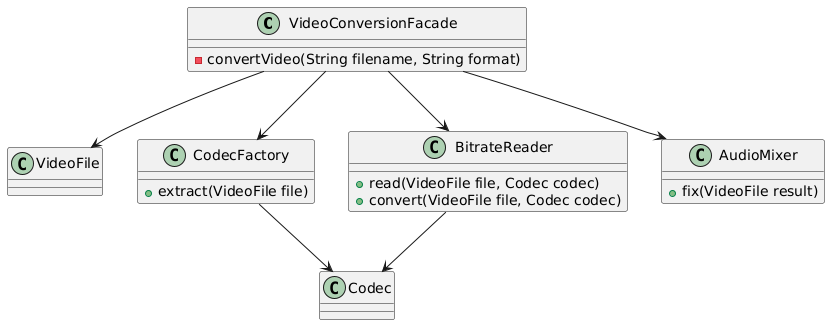 C VideoConversionFacade
convertVideo(String filename, String format)
C VideoFile
C CodecFactory
extract(VideoFile file)
C BitrateReader
read(VideoFile file, Codec codec)
convert(VideoFile file, Codec codec)
C AudioMixer
fix(VideoFile result)
C Codec